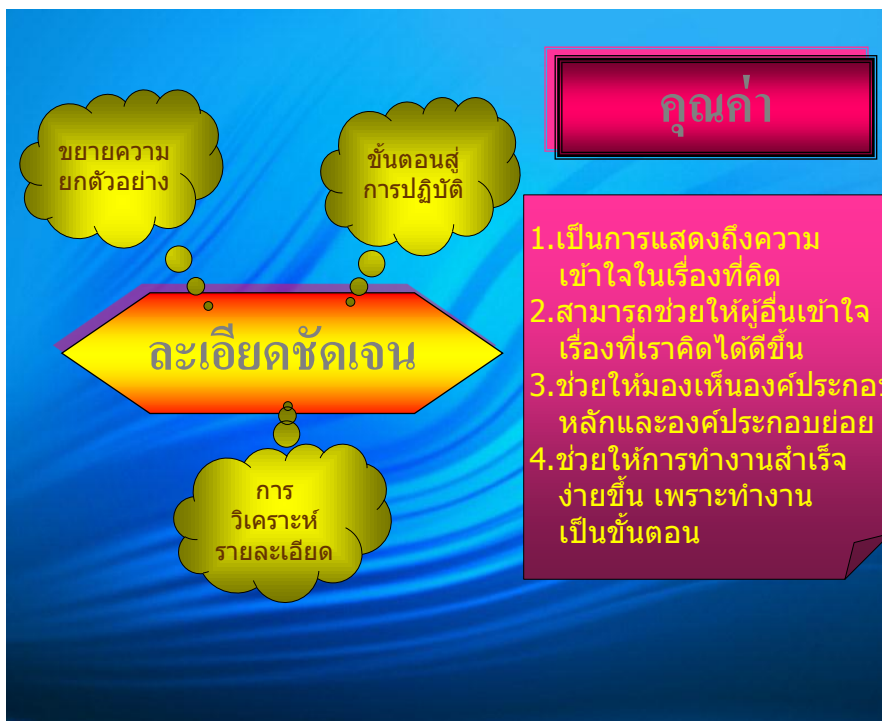 ขยายความ
ยกตัวอย่าง
ขั้นตอนสู่
การปฏิบัติ
ละเอียดชัดเจน
การ
วิเคราะห์
รายละเอียด
คุณค่า
1.เป็นการแสดงถึงความ
เข้าใจในเรื่องที่คิด
2.สามารถช่วยให้ผู้อื่นเข้าใจ
เรื่องที่เราคิดได้ดีขึ้น
3.ช่วยให้มองเห็นองค์ประกอบ
หลักและองค์ประกอบย่อย
4.ช่วยให้การทำงานสำเร็จ
ง่ายขึ้น เพราะทำงาน
เป็นขั้นตอน